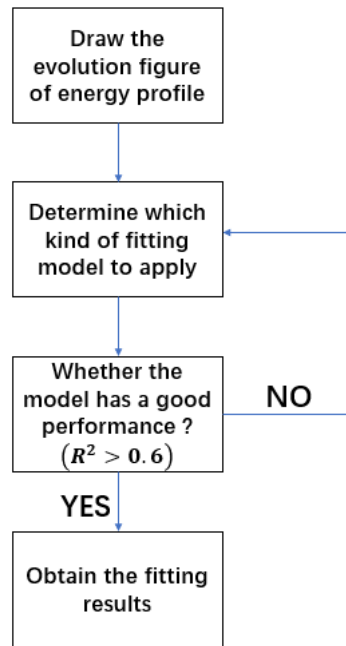 Draw the
evolution figure
of energy profile
Determine which
kind of fitting
model to apply
Whether the
model has a good
performance ?
(R² > 0.6)
NO
YES
Obtain the fitting
results